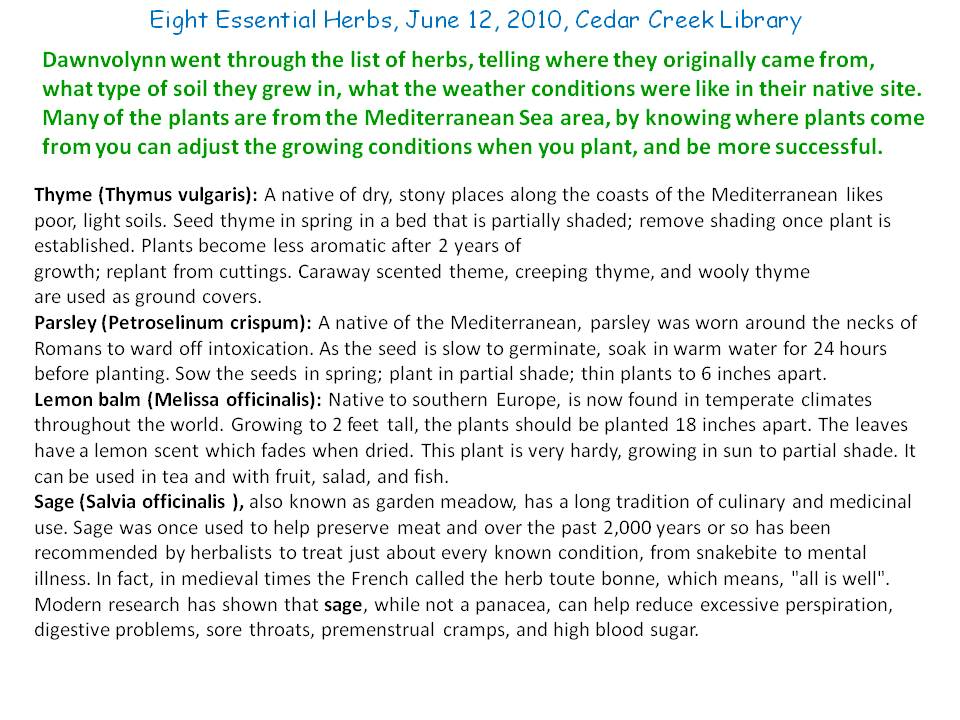 Eight Essential Herbs, June 12, 2010, Cedar Creek Library
Dawnvolynn went through the list of herbs, telling where they originally came from,
what type of soil they grew in, what the weather conditions were like in their native site.
Many of the plants are from the Mediterranean Sea area, by knowing where plants come
from you can adjust the growing conditions when you plant, and be more successful.
Thyme (Thymus vulgaris): A native of dry, stony places along the coasts of the Mediterranean likes
poor, light soils. Seed thyme in spring in a bed that is partially shaded; remove shading once plant is
established. Plants become less aromatic after 2 years of
growth; replant from cuttings. Caraway scented theme, creeping thyme, and wooly thyme
are used as ground covers.
Parsley (Petroselinum crispum): A native of the Mediterranean, parsley was worn around the necks of
Romans to ward off intoxication. As the seed is slow to germinate, soak in warm water for 24 hours
before planting. Sow the seeds in spring; plant in partial shade; thin plants to 6 inches apart.
Lemon balm (Melissa officinalis): Native to southern Europe, is now found in temperate climates
throughout the world. Growing to 2 feet tall, the plants should be planted 18 inches apart. The leaves
have a lemon scent which fades when dried. This plant is very hardy, growing in sun to partial shade. It
can be used in tea and with fruit, salad, and fish.
Sage (Salvia officinalis ), also known as garden meadow, has a long tradition of culinary and medicinal
use. Sage was once used to help preserve meat and over the past 2,000 years or so has been
recommended by herbalists to treat just about every known condition, from snakebite to mental
illness. In fact, in medieval times the French called the herb toute bonne, which means, "all is well".
Modern research has shown that sage, while not a panacea, can help reduce excessive perspiration,
digestive problems, sore throats, premenstrual cramps, and high blood sugar.